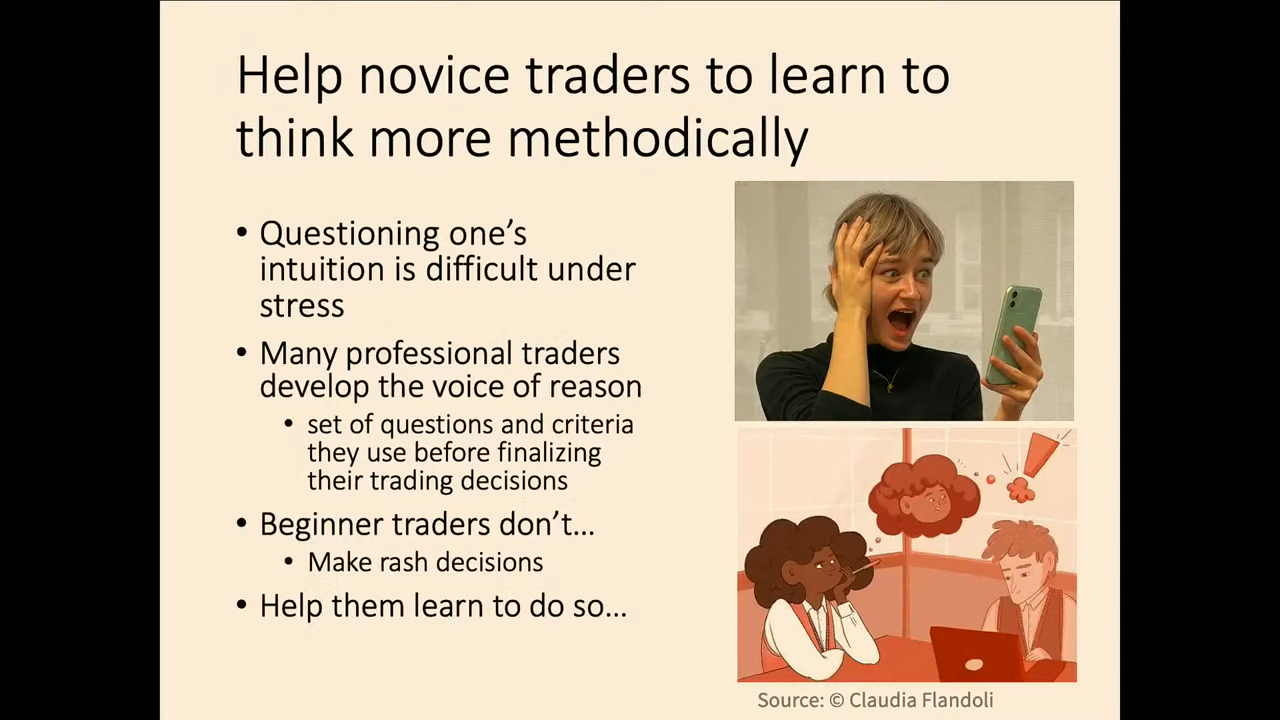 Help novice traders to learn to
think more methodically
• Questioning one’s
intuition is difficult under
stress
• Many professional traders
develop the voice of reason
• set of questions and criteria
they use before finalizing
their trading decisions
• Beginner traders don’t…
• Make rash decisions
• Help them learn to do so…
Source: © Claudia Flandoli